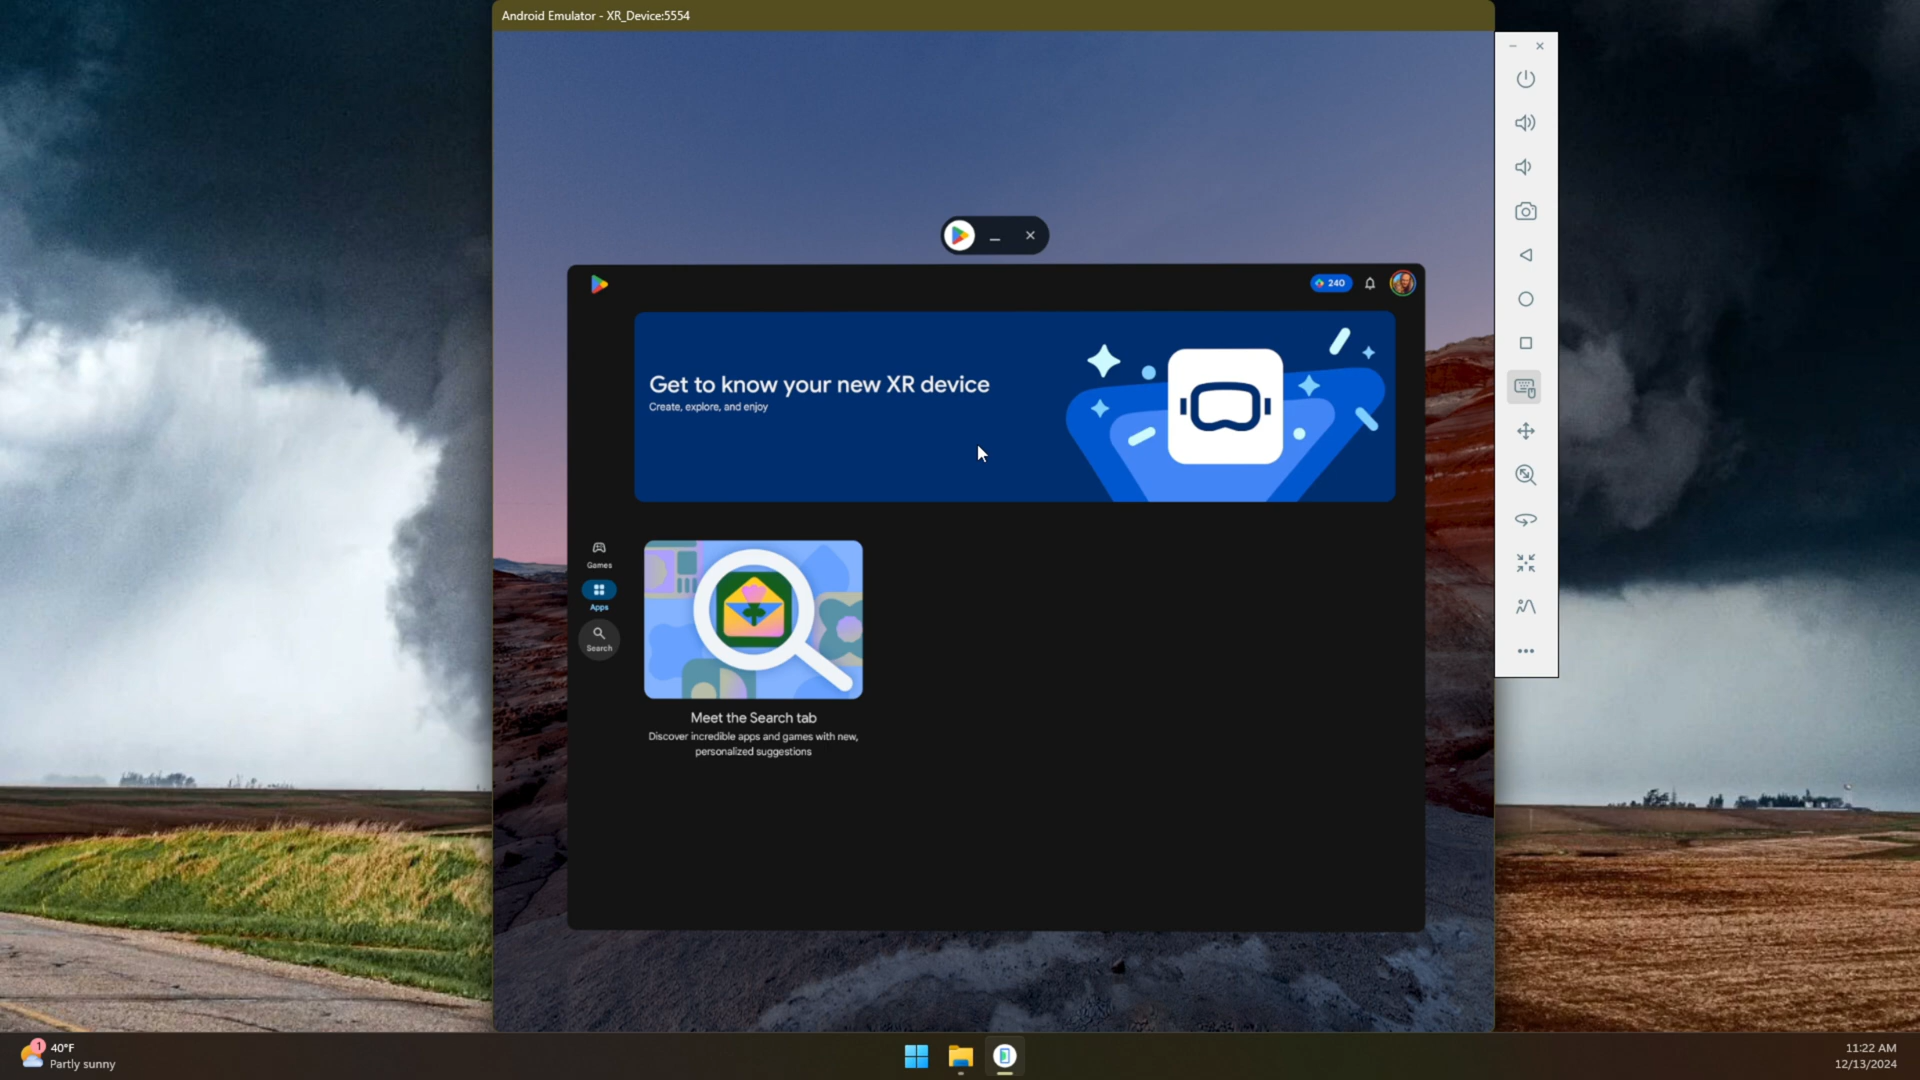 Android Emulator - XR_Device:5554
240
Get to know your new XR device
Create, explore, and enjoy
Games
Apps
Search
Meet the Search tab
Discover incredible apps and games with new,
personalized suggestions
1
40°F
Partly sunny
11:22 AM
12/13/2024